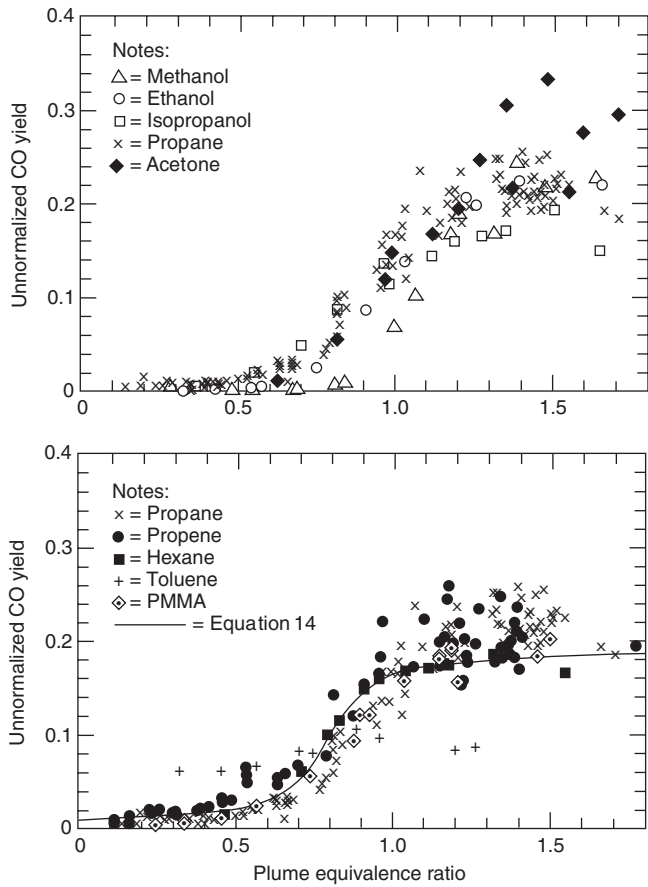 0.4
Notes:
△ = Methanol
○ = Ethanol
□ = Isopropanol
× = Propane
◆ = Acetone
0.3
0.2
0.1
0
Unnormalized CO yield
0 0.5 1.0 1.5
0.4
Notes:
× = Propane
● = Propene
■ = Hexane
+ = Toluene
◈ = PMMA
= Equation 14
0.3
0.2
0.1
0
Unnormalized CO yield
0 0.5 1.0 1.5
Plume equivalence ratio